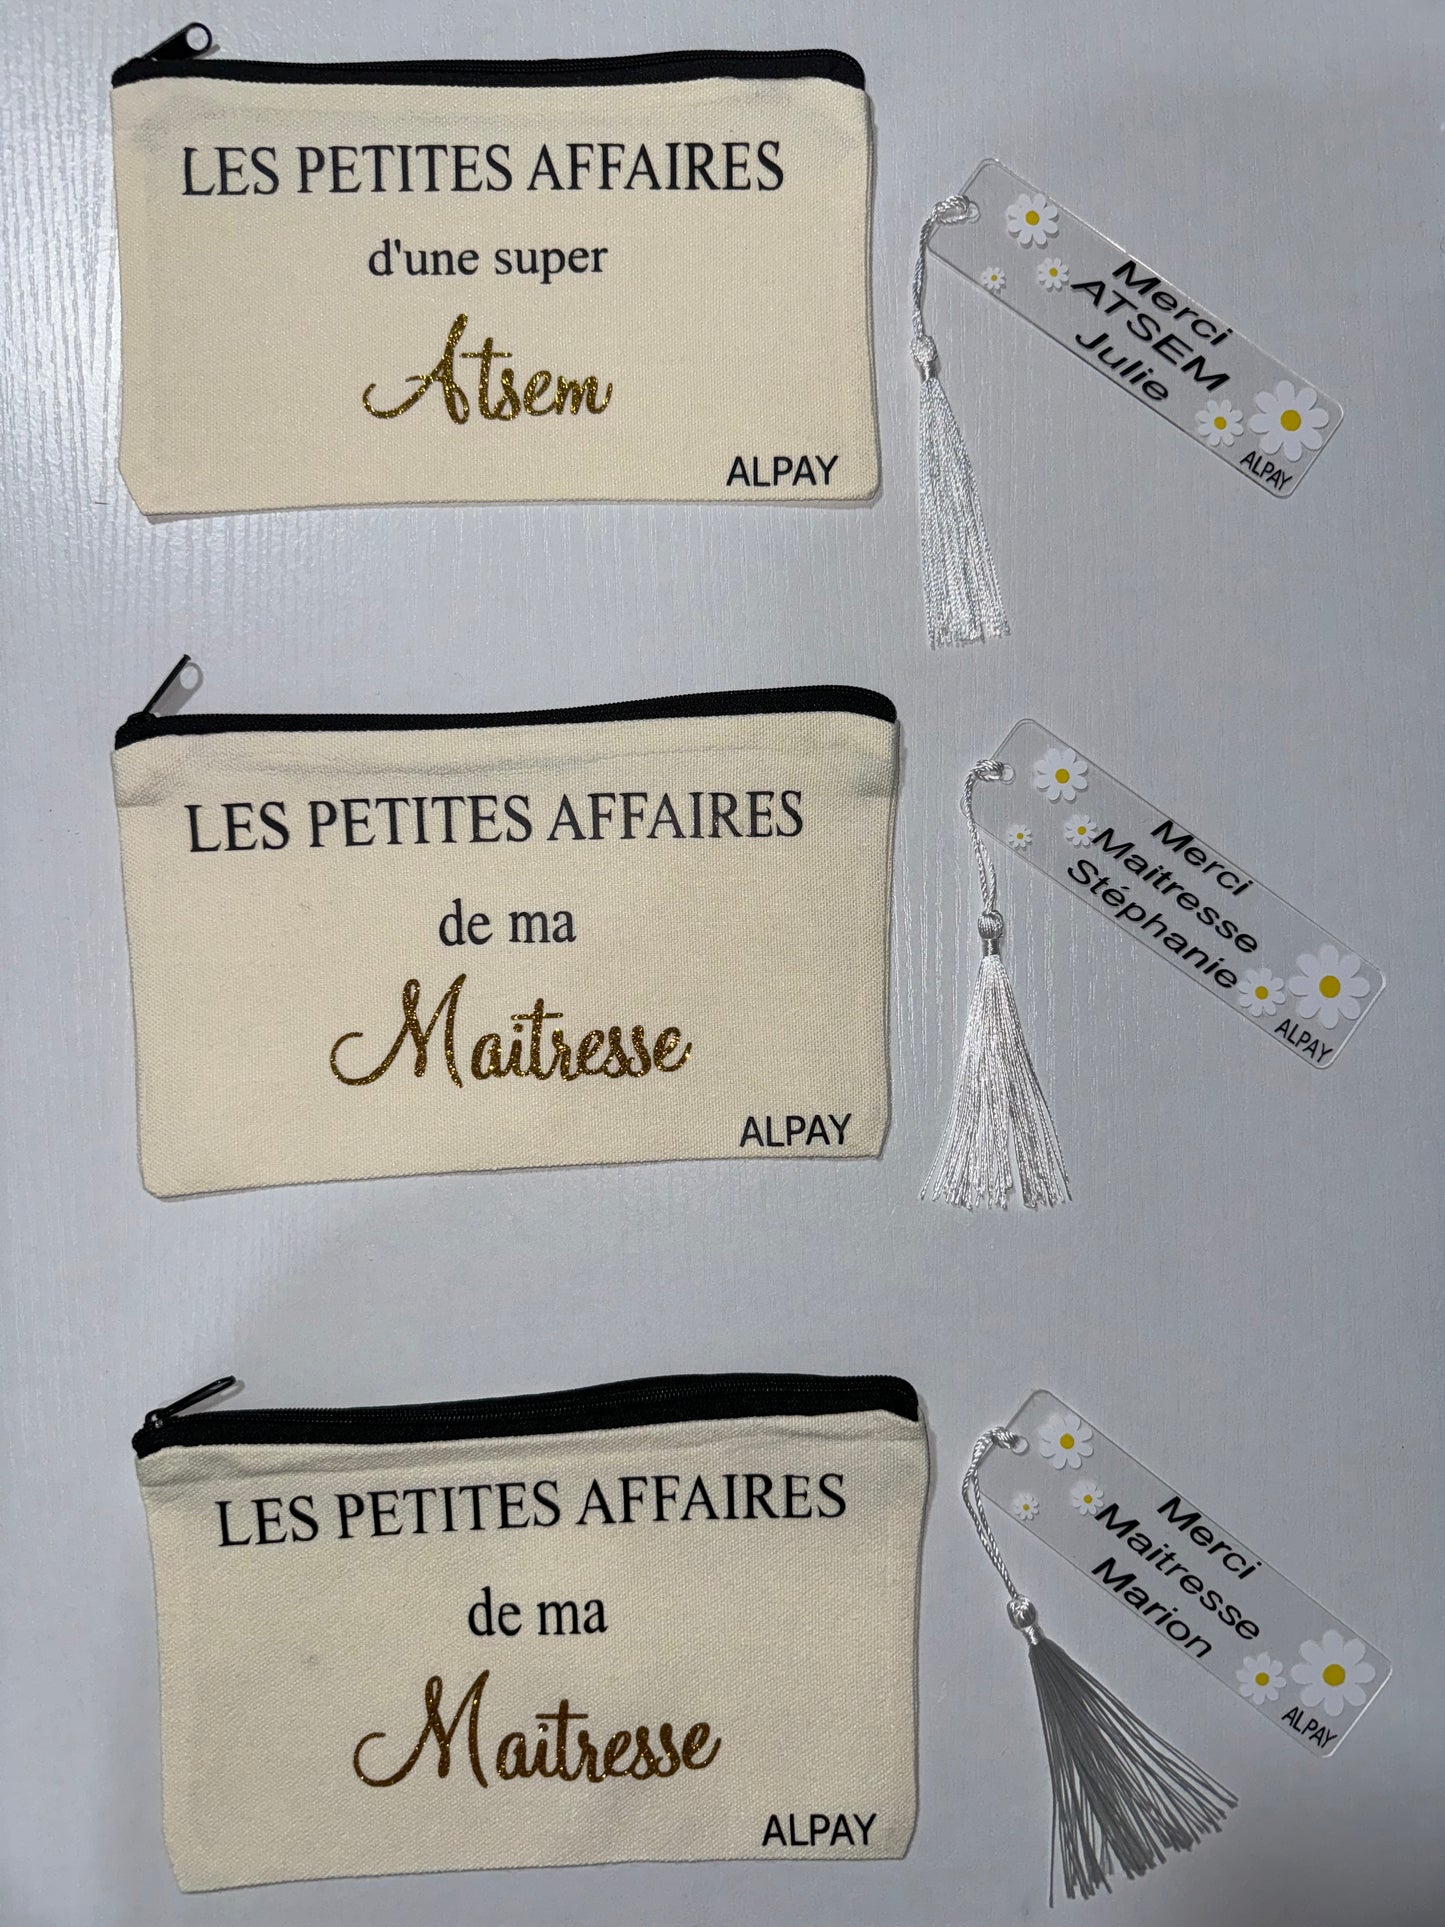 LES PETITES AFFAIRES
d'une super
Atsem
ALPAY
Merci
ATSEM
Julie
ALPAY
LES PETITES AFFAIRES
de ma
Maitresse
ALPAY
Merci
Maitresse
Stéphanie
ALPAY
LES PETITES AFFAIRES
de ma
Maitresse
ALPAY
Merci
Maitresse
Marion
ALPAY